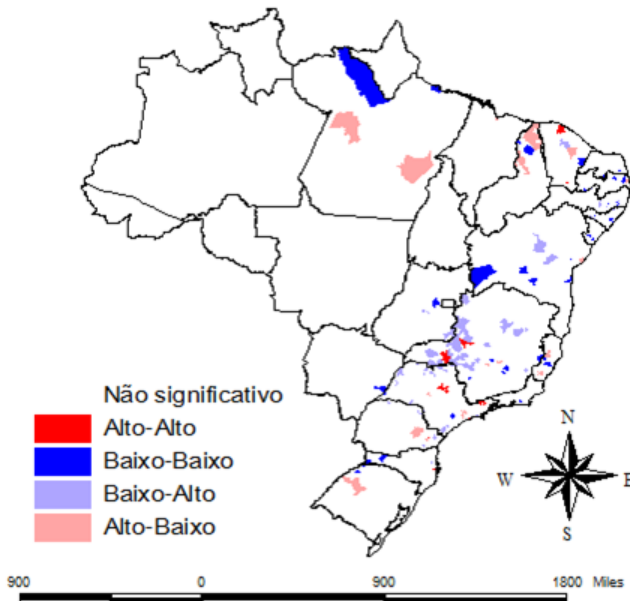 Não significativo
Alto-Alto
Baixo-Baixo
Baixo-Alto
Alto-Baixo
N
W E
S
900 0 900 1800 Miles